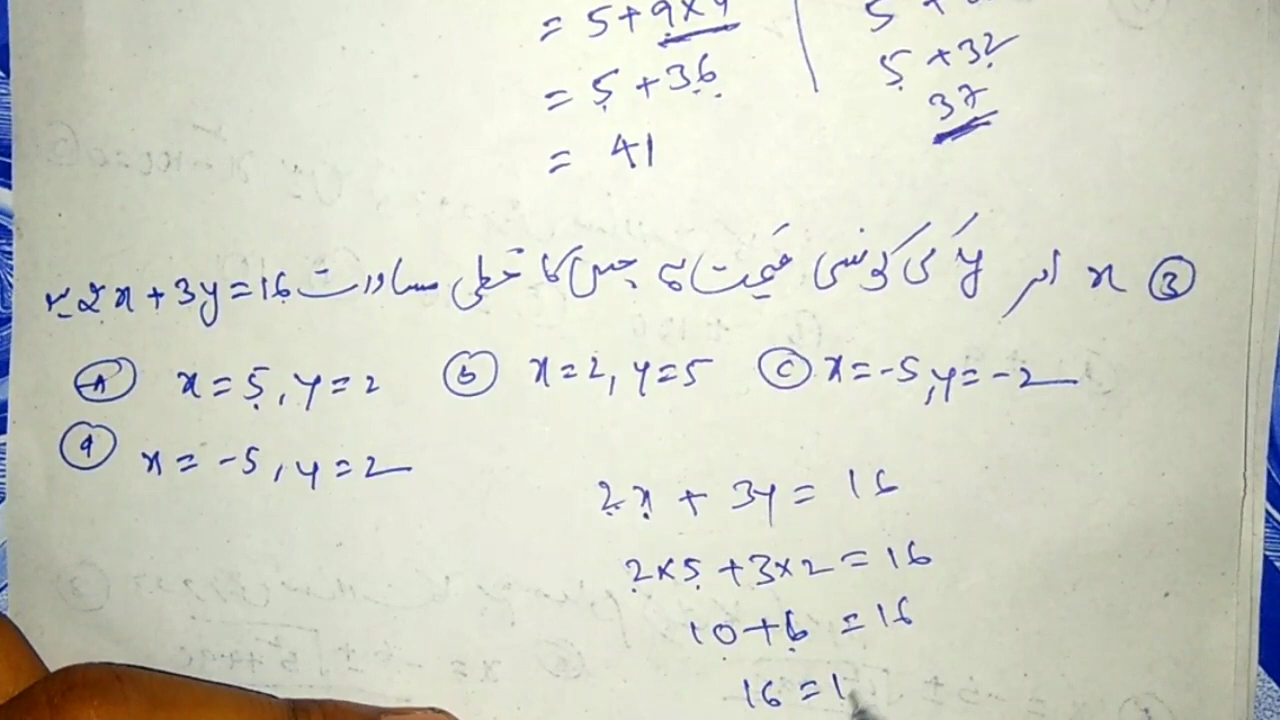 = 5+9×4
= 5+36
= 41
5 +32
37
③ x اور y کی کونسی قیمت ہے جس کا خطی مساوات 2x + 3y = 16 ہے
Ⓐ x = 5, y = 2 ⓑ x = 2, y = 5 ⓒ x = -5, y = -2
ⓓ x = -5, y = 2
2x + 3y = 16
2×5 + 3×2 = 16
10+6 = 16
16 = 1